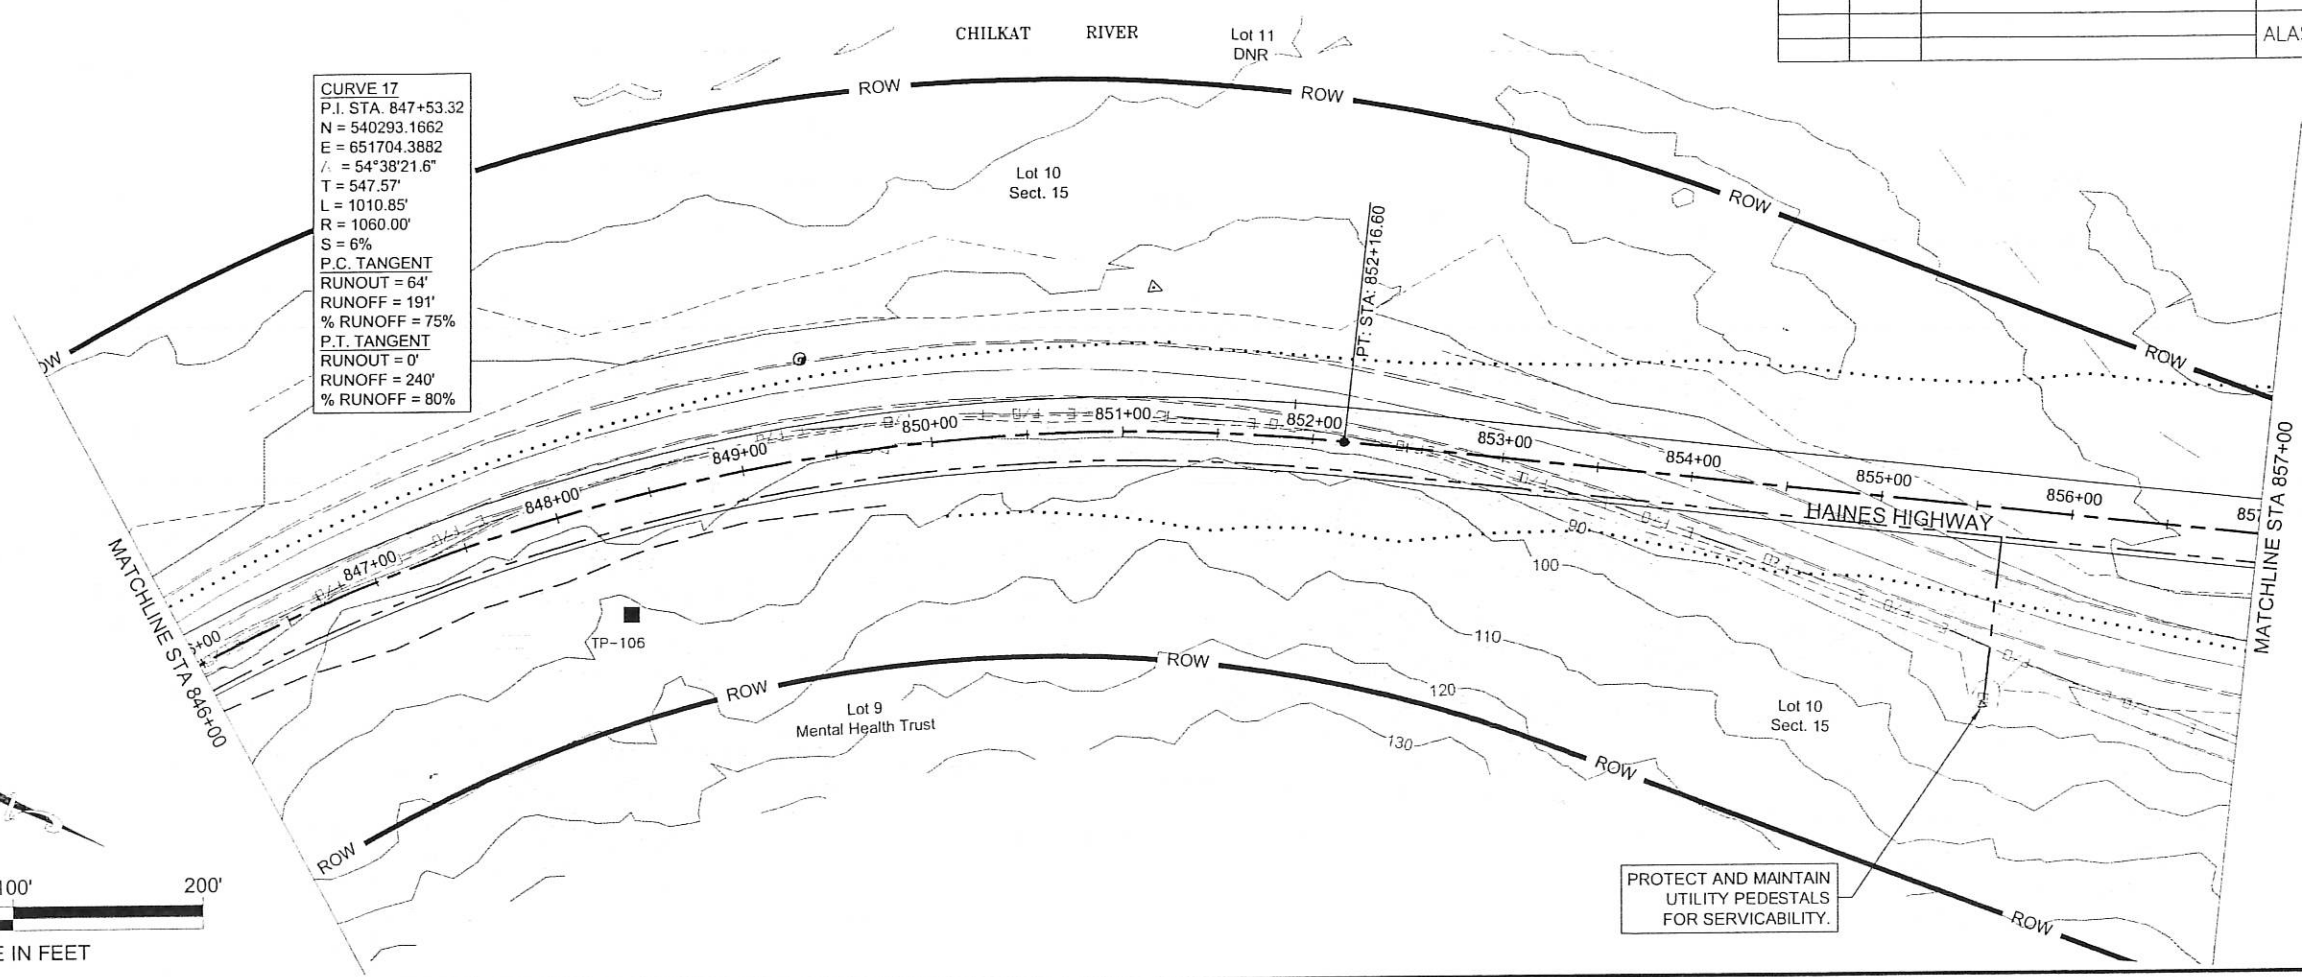 CHILKAT RIVER
Lot 11
DNR
ALAS
CURVE 17
P.I. STA. 847+53.32
N = 540293.1662
E = 651704.3882
= 54°38'21.6"
T = 547.57'
L = 1010.85'
R = 1060.00'
S = 6%
P.C. TANGENT
RUNOUT = 64'
RUNOFF = 191'
% RUNOFF = 75%
P.T. TANGENT
RUNOUT = 0'
RUNOFF = 240'
% RUNOFF = 80%
ROW
ROW
ROW
ROW
OW
Lot 10
Sect. 15
PT: STA: 852+16.60
+00
847+00
848+00
849+00
850+00
851+00
852+00
853+00
854+00
855+00
856+00
857
HAINES HIGHWAY
MATCHLINE STA 846+00
MATCHLINE STA 857+00
TP-106
90
100
110
120
130
ROW
ROW
ROW
ROW
ROW
Lot 9
Mental Health Trust
Lot 10
Sect. 15
PROTECT AND MAINTAIN
UTILITY PEDESTALS
FOR SERVICABILITY.
100' 200'
E IN FEET